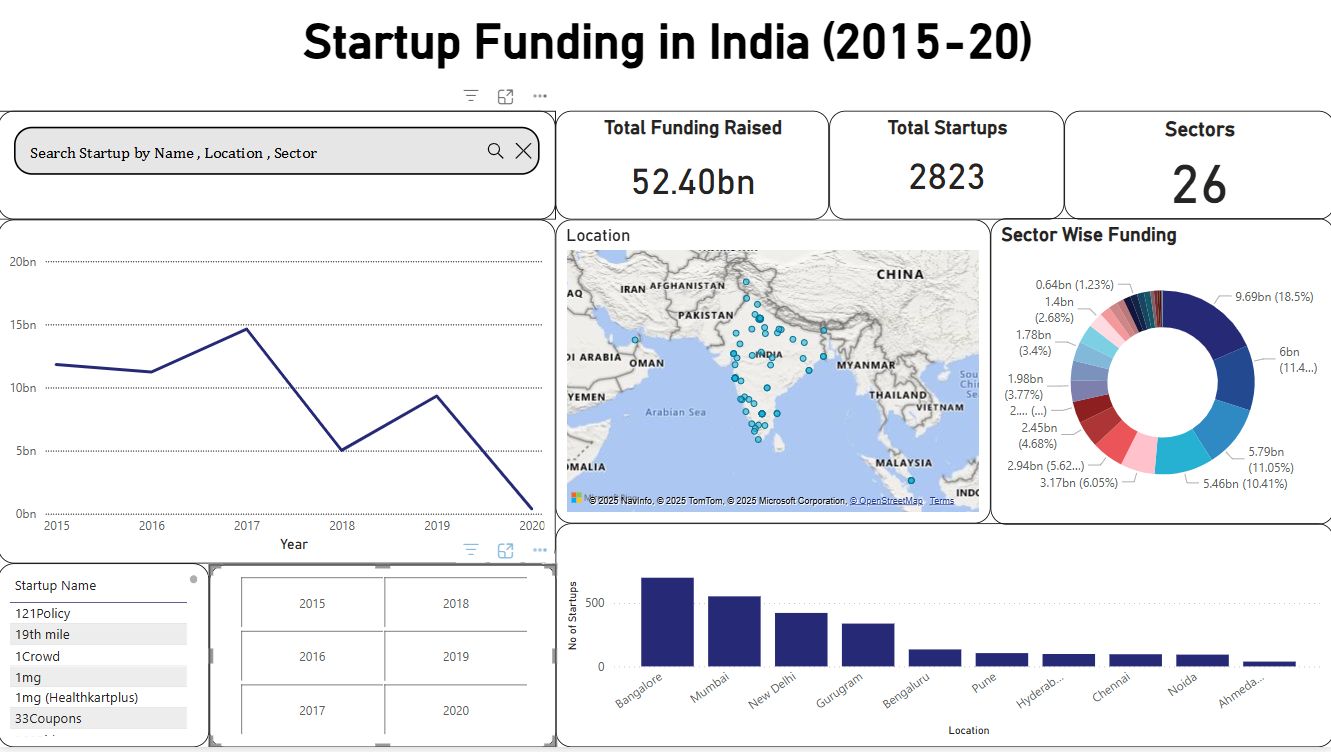 Startup Funding in India (2015-20)
Search Startup by Name , Location , Sector
Total Funding Raised
52.40bn
Total Startups
2823
Sectors
26
20bn
15bn
10bn
5bn
0bn
2015
2016
2017
2018
2019
2020
Year
Location
CHINA
IRAN
AFGHANISTAN
AQ
PAKISTAN
DI ARABIA
OMAN
INDIA
MYANMAR
YEMEN
Arabian Sea
THAILAND
VIETNAM
Sou
Chi
Se
OMALIA
MALAYSIA
INDO
© 2025 NavInfo, © 2025 TomTom, © 2025 Microsoft Corporation, © OpenStreetMap Terms
Sector Wise Funding
0.64bn (1.23%)
1.4bn
(2.68%)
1.78bn
(3.4%)
1.98bn
(3.77%)
2.... (...)
2.45bn
(4.68%)
2.94bn (5.62...)
3.17bn (6.05%)
9.69bn (18.5%)
6bn
(11.4...)
5.79bn
(11.05%)
5.46bn (10.41%)
Startup Name
121Policy
19th mile
1Crowd
1mg
1mg (Healthkartplus)
33Coupons
2015
2018
2016
2019
2017
2020
No of Startups
500
0
Bangalore
Mumbai
New Delhi
Gurugram
Bengaluru
Pune
Hyderab...
Chennai
Noida
Ahmeda...
Location